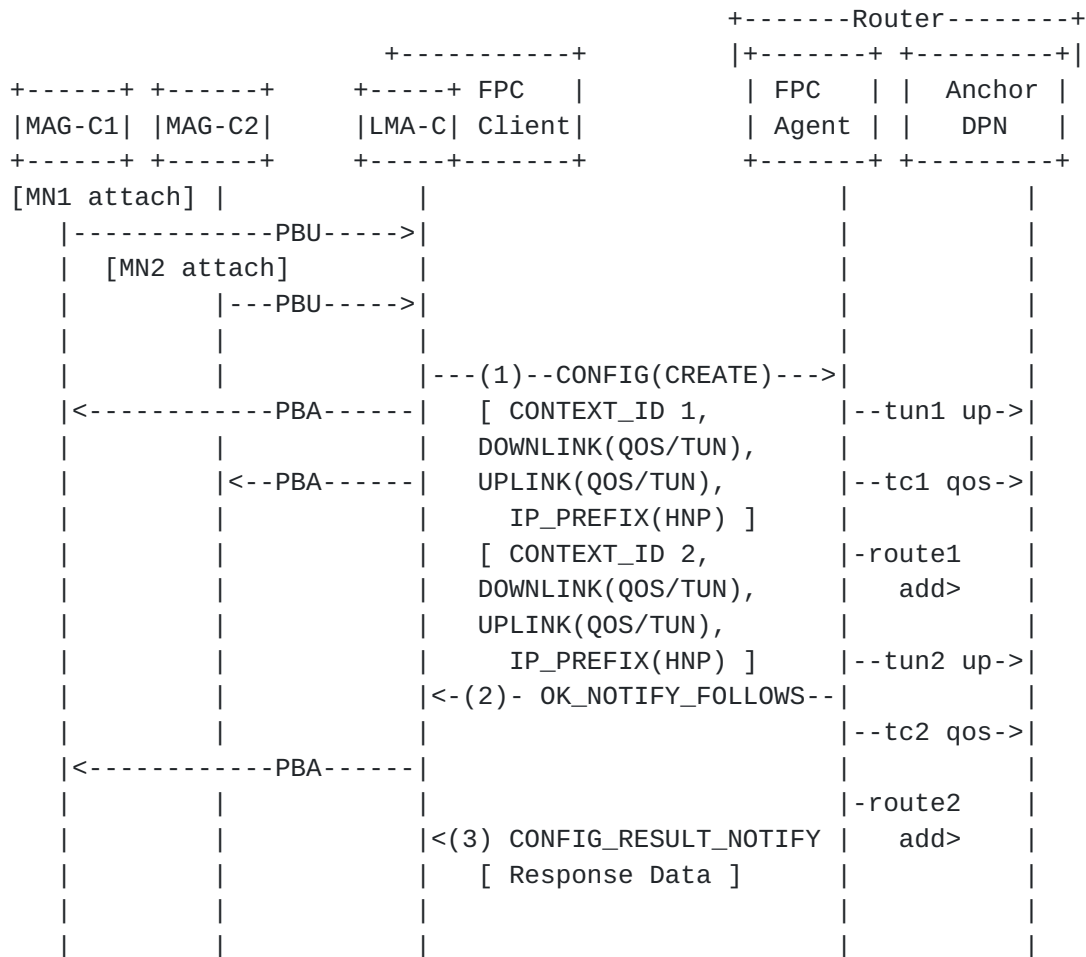 +-------Router--------+
                        +-----------+         |+-------+ +---------+|
+------+ +------+     +-----+ FPC   |          | FPC   | |  Anchor |
|MAG-C1| |MAG-C2|     |LMA-C| Client|          | Agent | |   DPN   |
+------+ +------+     +-----+-------+          +-------+ +---------+
[MN1 attach] |            |                          |           |
   |-------------PBU----->|                          |           |
   |  [MN2 attach]        |                          |           |
   |         |---PBU----->|                          |           |
   |         |            |                          |           |
   |         |            |---(1)--CONFIG(CREATE)--->|           |
   |<------------PBA------|   [ CONTEXT_ID 1,        |--tun1 up->|
   |         |            |   DOWNLINK(QOS/TUN),     |           |
   |         |<--PBA------|   UPLINK(QOS/TUN),       |--tc1 qos->|
   |         |            |     IP_PREFIX(HNP) ]     |           |
   |         |            |   [ CONTEXT_ID 2,        |-route1    |
   |         |            |   DOWNLINK(QOS/TUN),     |   add>    |
   |         |            |   UPLINK(QOS/TUN),       |           |
   |         |            |     IP_PREFIX(HNP) ]     |--tun2 up->|
   |         |            |<-(2)- OK_NOTIFY_FOLLOWS--|           |
   |         |            |                          |--tc2 qos->|
   |<------------PBA------|                          |           |
   |         |            |                          |-route2    |
   |         |            |<(3) CONFIG_RESULT_NOTIFY |   add>    |
   |         |            |   [ Response Data ]      |           |
   |         |            |                          |           |
   |         |            |                          |           |